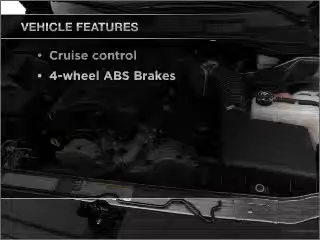 VEHICLE FEATURES
• Cruise control
• 4-wheel ABS Brakes